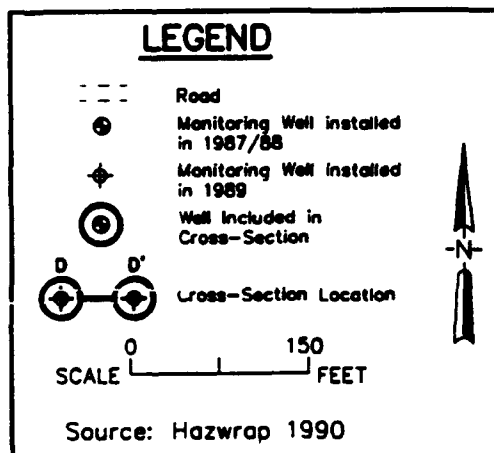 LEGEND
Road
Monitoring Well installed
in 1987/88
Monitoring Well installed
in 1989
Well Included in
Cross-Section
D D'
Cross-Section Location
N
0 150
SCALE FEET
Source: Hazwrap 1990